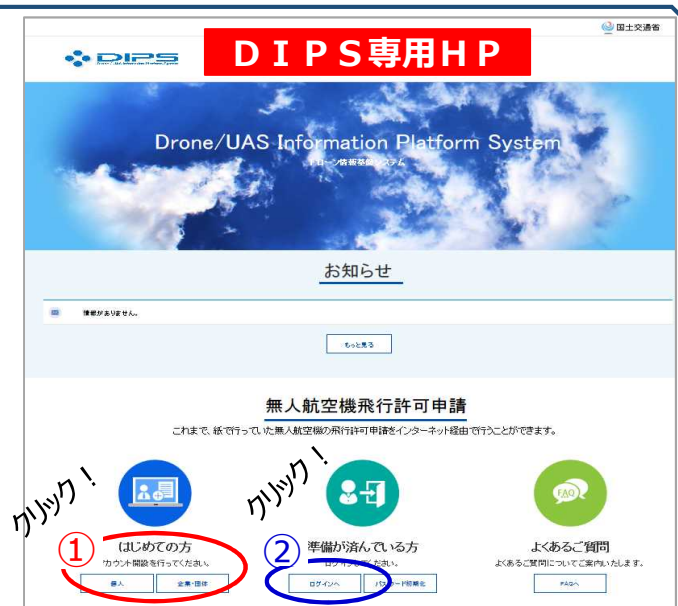 国土交通省
DIPS
ＤＩＰＳ専用ＨＰ
Drone/UAS Information Platform System
ドローン情報基盤システム
お知らせ
情報がありません。
もっと見る
無人航空機飛行許可申請
これまで、紙で行っていた無人航空機の飛行許可申請をインターネット経由で行うことができます。
クリック！
クリック！
FAQ
① はじめての方
カウント開設を行ってください。
個人 企業・団体
② 準備が済んでいる方
ログイン ください。
ログインへ パスワード初期化
よくあるご質問
よくあるご質問についてご案内いたします。
FAQへ